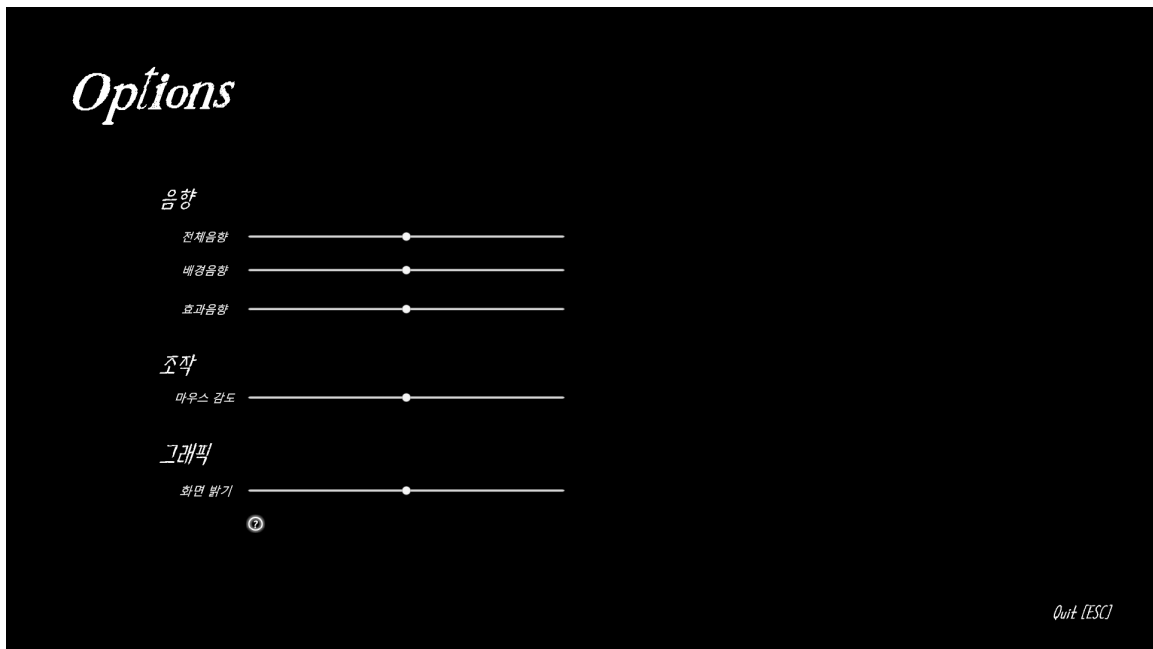 Options
음향
전체음향
배경음향
효과음향
조작
마우스 감도
그래픽
화면 밝기
?
Quit [ESC]